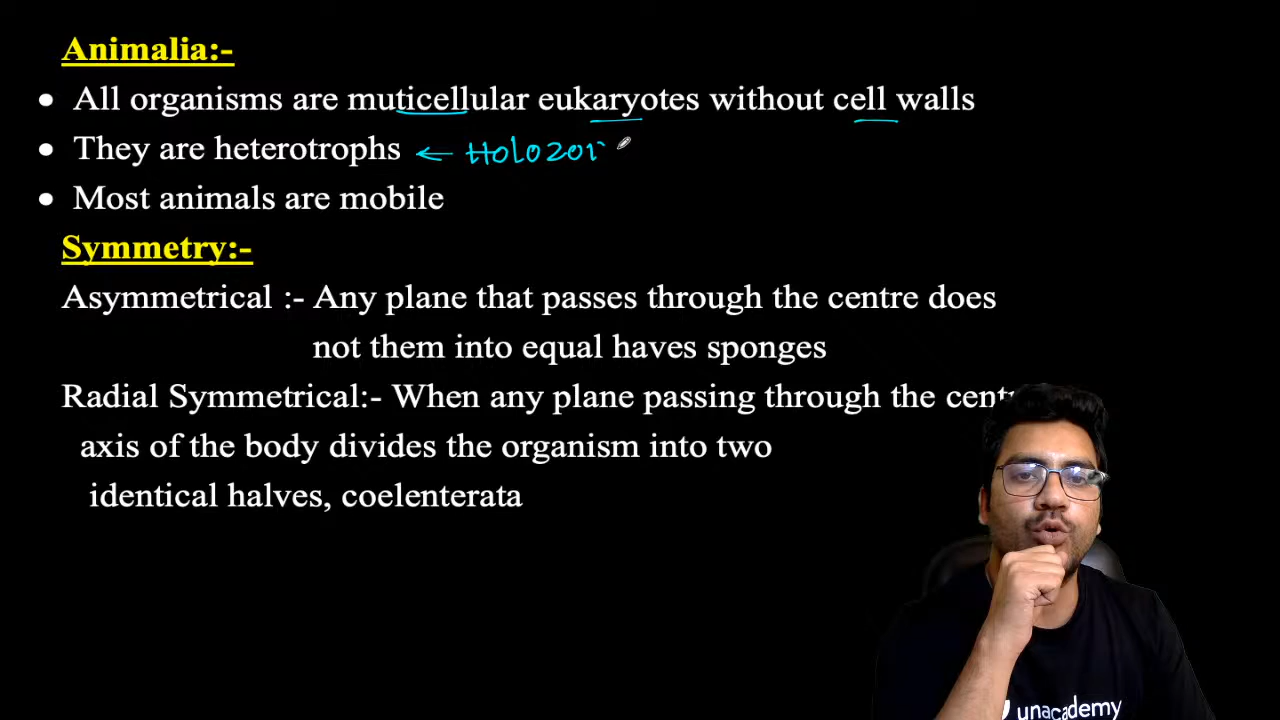 Animalia:-
• All organisms are muticellular eukaryotes without cell walls
• They are heterotrophs ← Holozoi
• Most animals are mobile
Symmetry:-
Asymmetrical :- Any plane that passes through the centre does
not them into equal haves sponges
Radial Symmetrical:- When any plane passing through the
axis of the body divides the organism into two
identical halves, coelenterata
unacademy